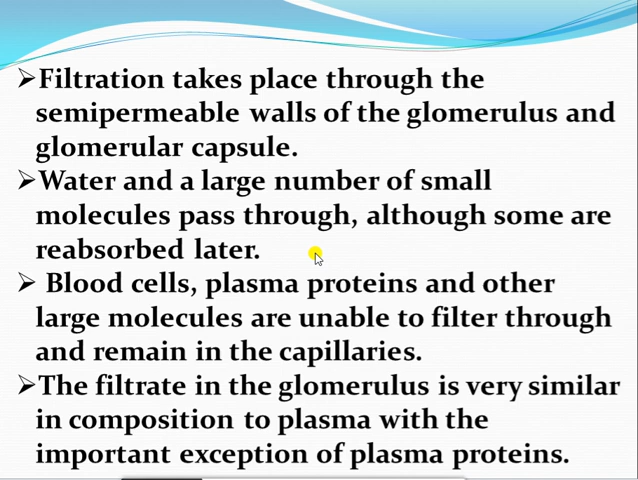 ➢Filtration takes place through the
semipermeable walls of the glomerulus and
glomerular capsule.
➢Water and a large number of small
molecules pass through, although some are
reabsorbed later.
➢ Blood cells, plasma proteins and other
large molecules are unable to filter through
and remain in the capillaries.
➢The filtrate in the glomerulus is very similar
in composition to plasma with the
important exception of plasma proteins.